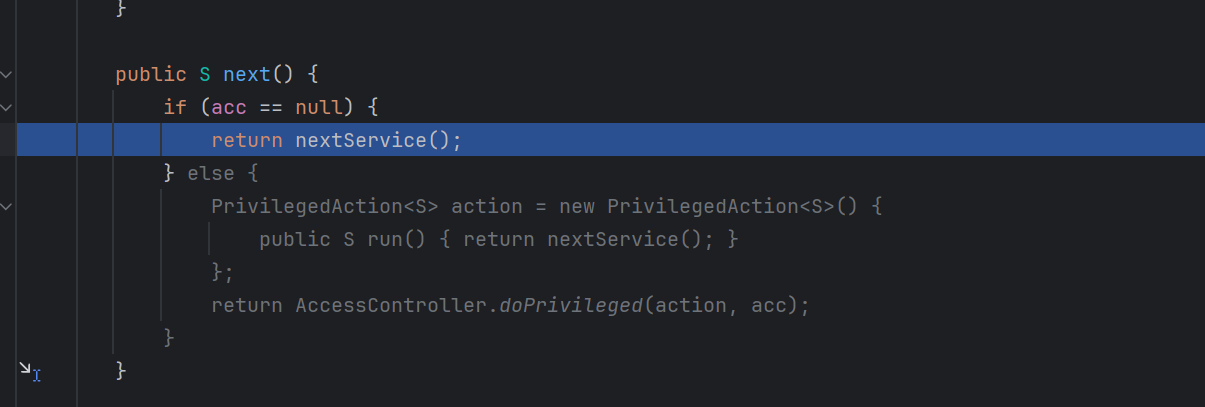 }
public S next() {
if (acc == null) {
return nextService();
} else {
PrivilegedAction<S> action = new PrivilegedAction<S>() {
public S run() { return nextService(); }
};
return AccessController.doPrivileged(action, acc);
}
}